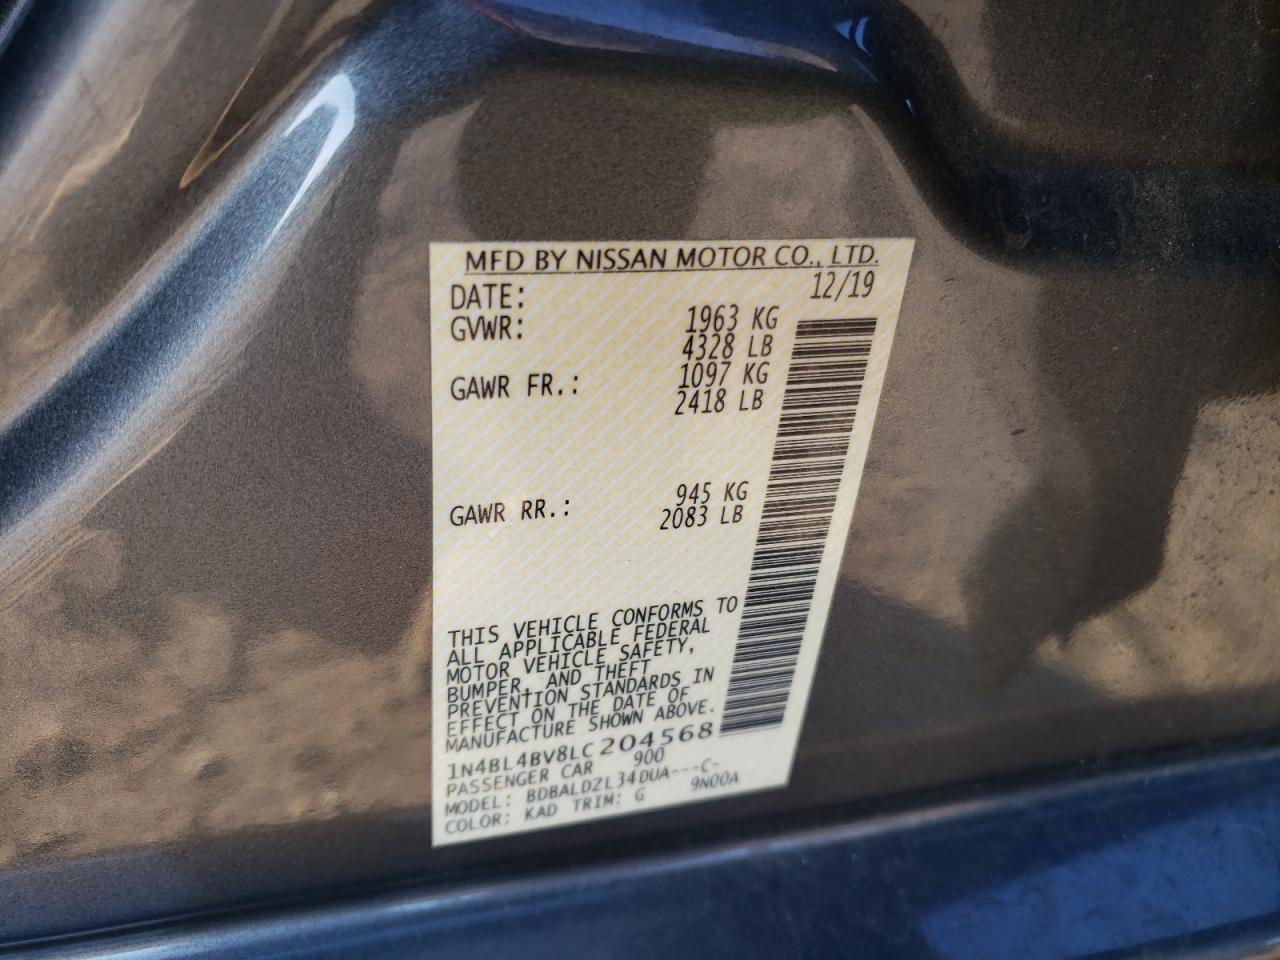 MFD BY NISSAN MOTOR CO., LTD.
DATE: 12/19
GVWR: 1963 KG
4328 LB
GAWR FR.: 1097 KG
2418 LB
GAWR RR.: 945 KG
2083 LB
THIS VEHICLE CONFORMS TO
ALL APPLICABLE FEDERAL
MOTOR VEHICLE SAFETY,
BUMPER, AND THEFT
PREVENTION STANDARDS IN
EFFECT ON THE DATE OF
MANUFACTURE SHOWN ABOVE.
1N4BL4BV8LC204568
PASSENGER CAR 900
MODEL: BDBALDZL34DUA---C-
COLOR: KAD TRIM: G 9N00A